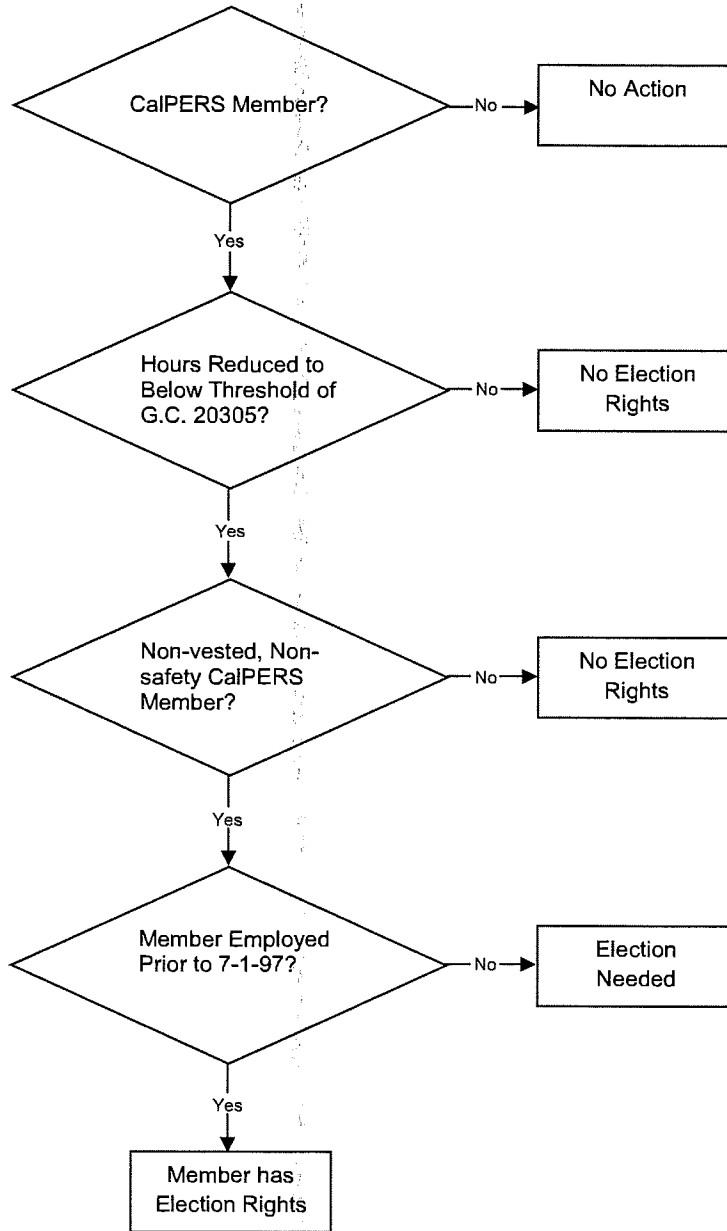 CalPERS Member?
No
No Action
Yes
Hours Reduced to
Below Threshold of
G.C. 20305?
No
No Election
Rights
Yes
Non-vested, Non-
safety CalPERS
Member?
No
No Election
Rights
Yes
Member Employed
Prior to 7-1-97?
No
Election
Needed
Yes
Member has
Election Rights